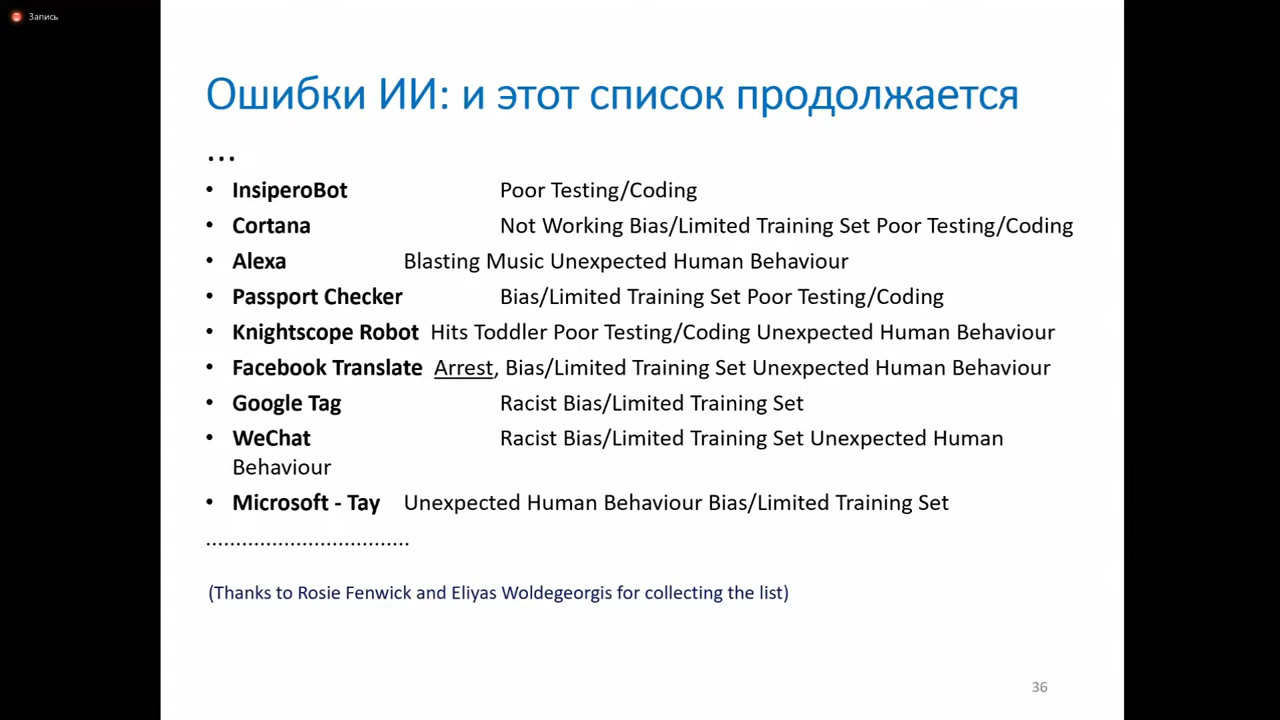 Запись
Ошибки ИИ: и этот список продолжается
...
• InsiperoBot Poor Testing/Coding
• Cortana Not Working Bias/Limited Training Set Poor Testing/Coding
• Alexa Blasting Music Unexpected Human Behaviour
• Passport Checker Bias/Limited Training Set Poor Testing/Coding
• Knightscope Robot Hits Toddler Poor Testing/Coding Unexpected Human Behaviour
• Facebook Translate Arrest, Bias/Limited Training Set Unexpected Human Behaviour
• Google Tag Racist Bias/Limited Training Set
• WeChat Racist Bias/Limited Training Set Unexpected Human
Behaviour
• Microsoft - Tay Unexpected Human Behaviour Bias/Limited Training Set
..................................
(Thanks to Rosie Fenwick and Eliyas Woldegeorgis for collecting the list)
36